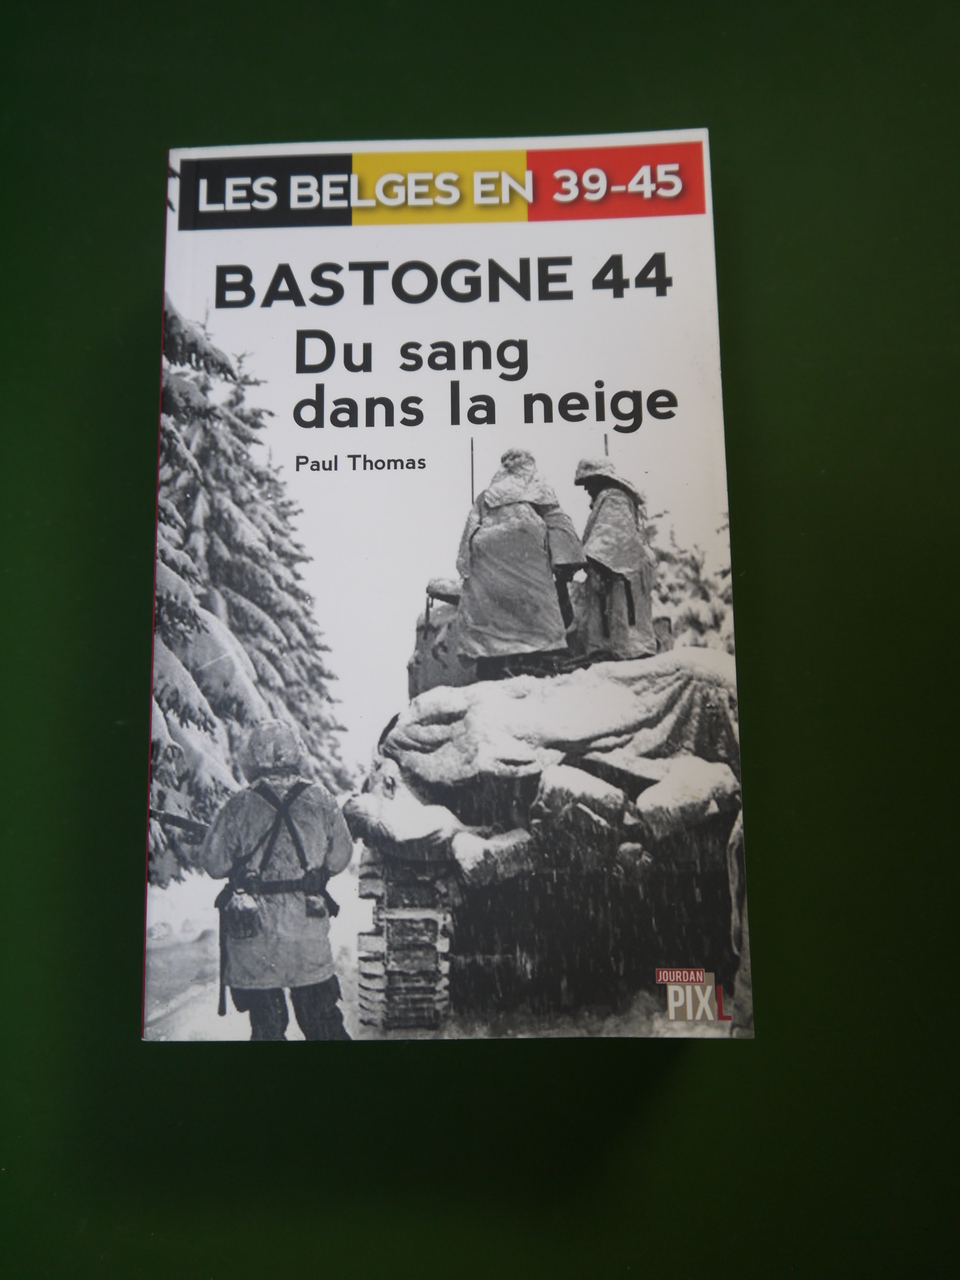 LES BELGES EN 39-45
BASTOGNE 44
Du sang
dans la neige
Paul Thomas
JOURDAN
PIXL